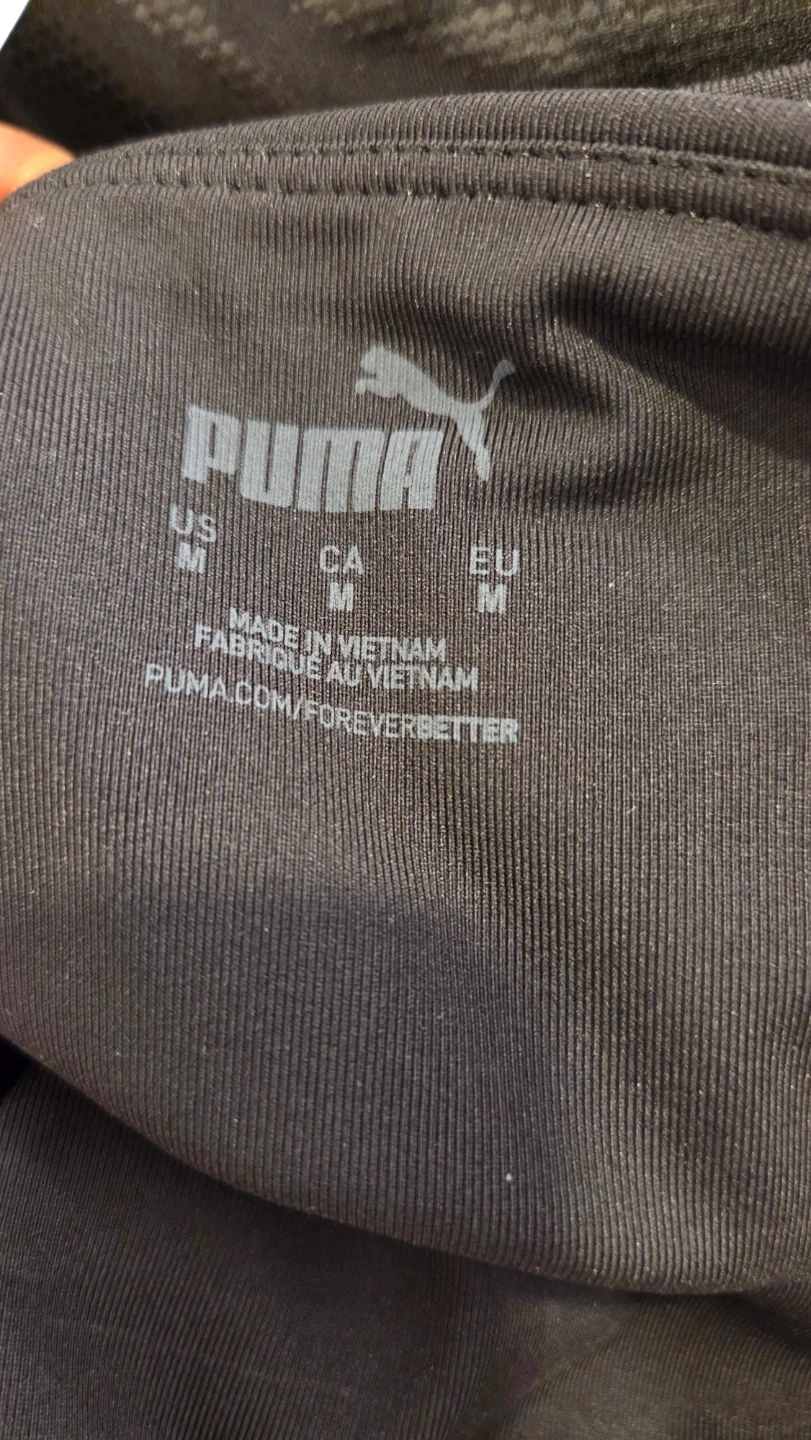 PUMA
US CA EU
M M M
MADE IN VIETNAM
FABRIQUÉ AU VIETNAM
PUMA.COM/FOREVERBETTER